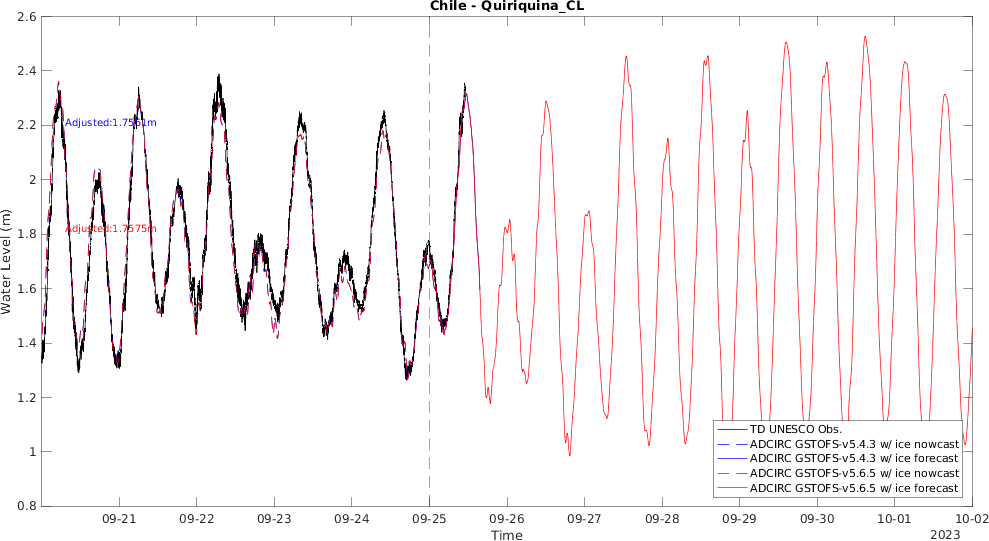 Chile - Quiriquina_CL
2.6
2.4
2.2
2
1.8
1.6
1.4
1.2
1
0.8
Water Level (m)
Adjusted:1.7561m
Adjusted:1.7575m
TD UNESCO Obs.
ADCIRC GSTOFS-v5.4.3 w/ ice nowcast
ADCIRC GSTOFS-v5.4.3 w/ ice forecast
ADCIRC GSTOFS-v5.6.5 w/ ice nowcast
ADCIRC GSTOFS-v5.6.5 w/ ice forecast
09-21 09-22 09-23 09-24 09-25 09-26 09-27 09-28 09-29 09-30 10-01 10-02
Time
2023